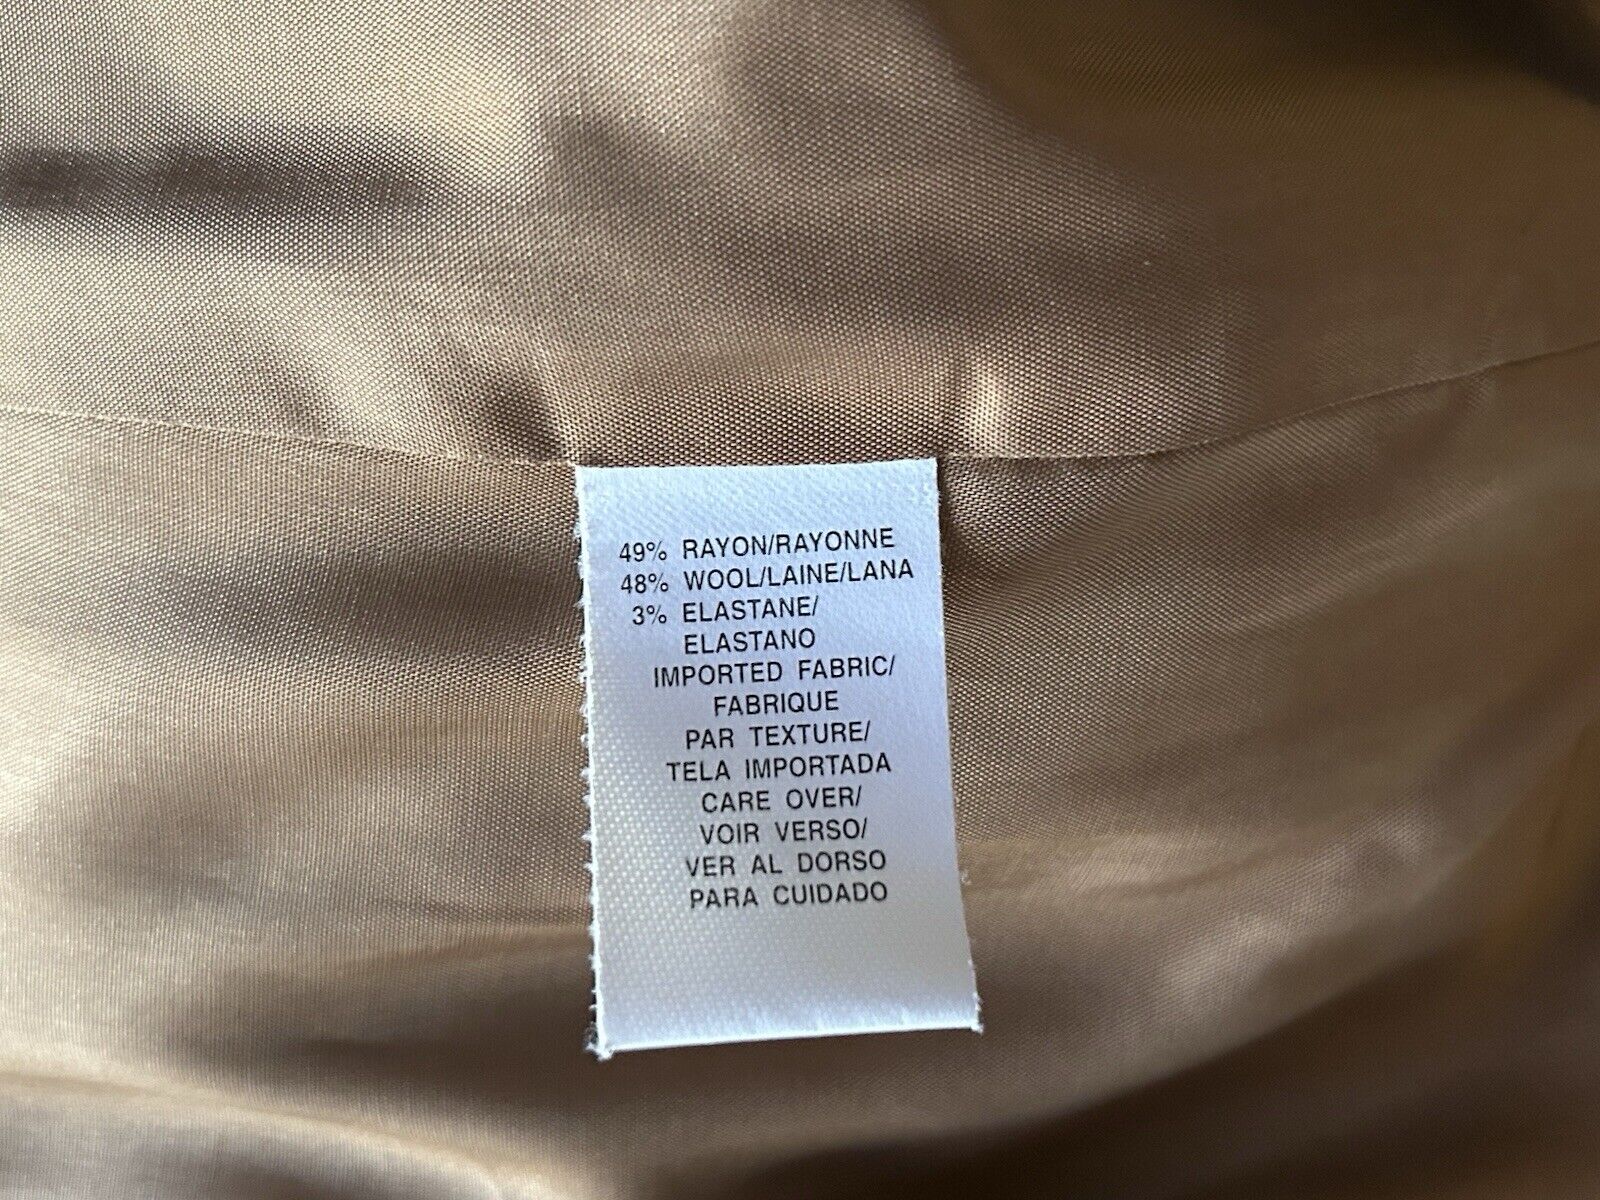 49% RAYON/RAYONNE
48% WOOL/LAINE/LANA
3% ELASTANE/
ELASTANO
IMPORTED FABRIC/
FABRIQUE
PAR TEXTURE/
TELA IMPORTADA
CARE OVER/
VOIR VERSO/
VER AL DORSO
PARA CUIDADO